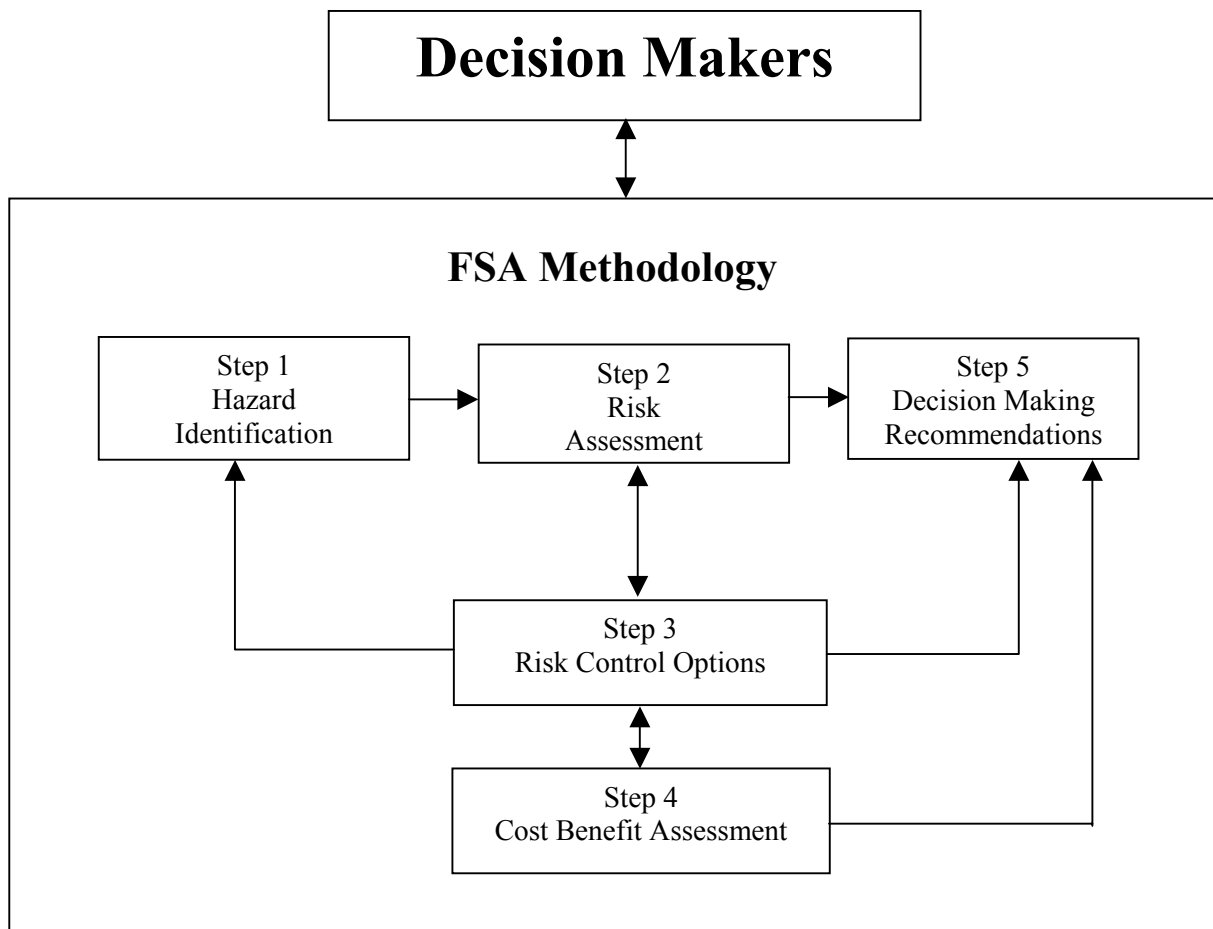 Decision Makers
FSA Methodology
Step 1
Hazard
Identification
Step 2
Risk
Assessment
Step 5
Decision Making
Recommendations
Step 3
Risk Control Options
Step 4
Cost Benefit Assessment